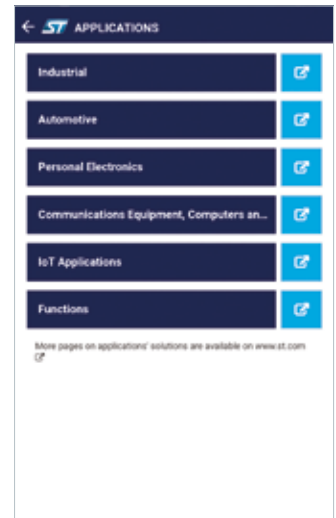 ST APPLICATIONS
Industrial
Automotive
Personal Electronics
Communications Equipment, Computers an...
IoT Applications
Functions
More pages on applications' solutions are available on www.st.com